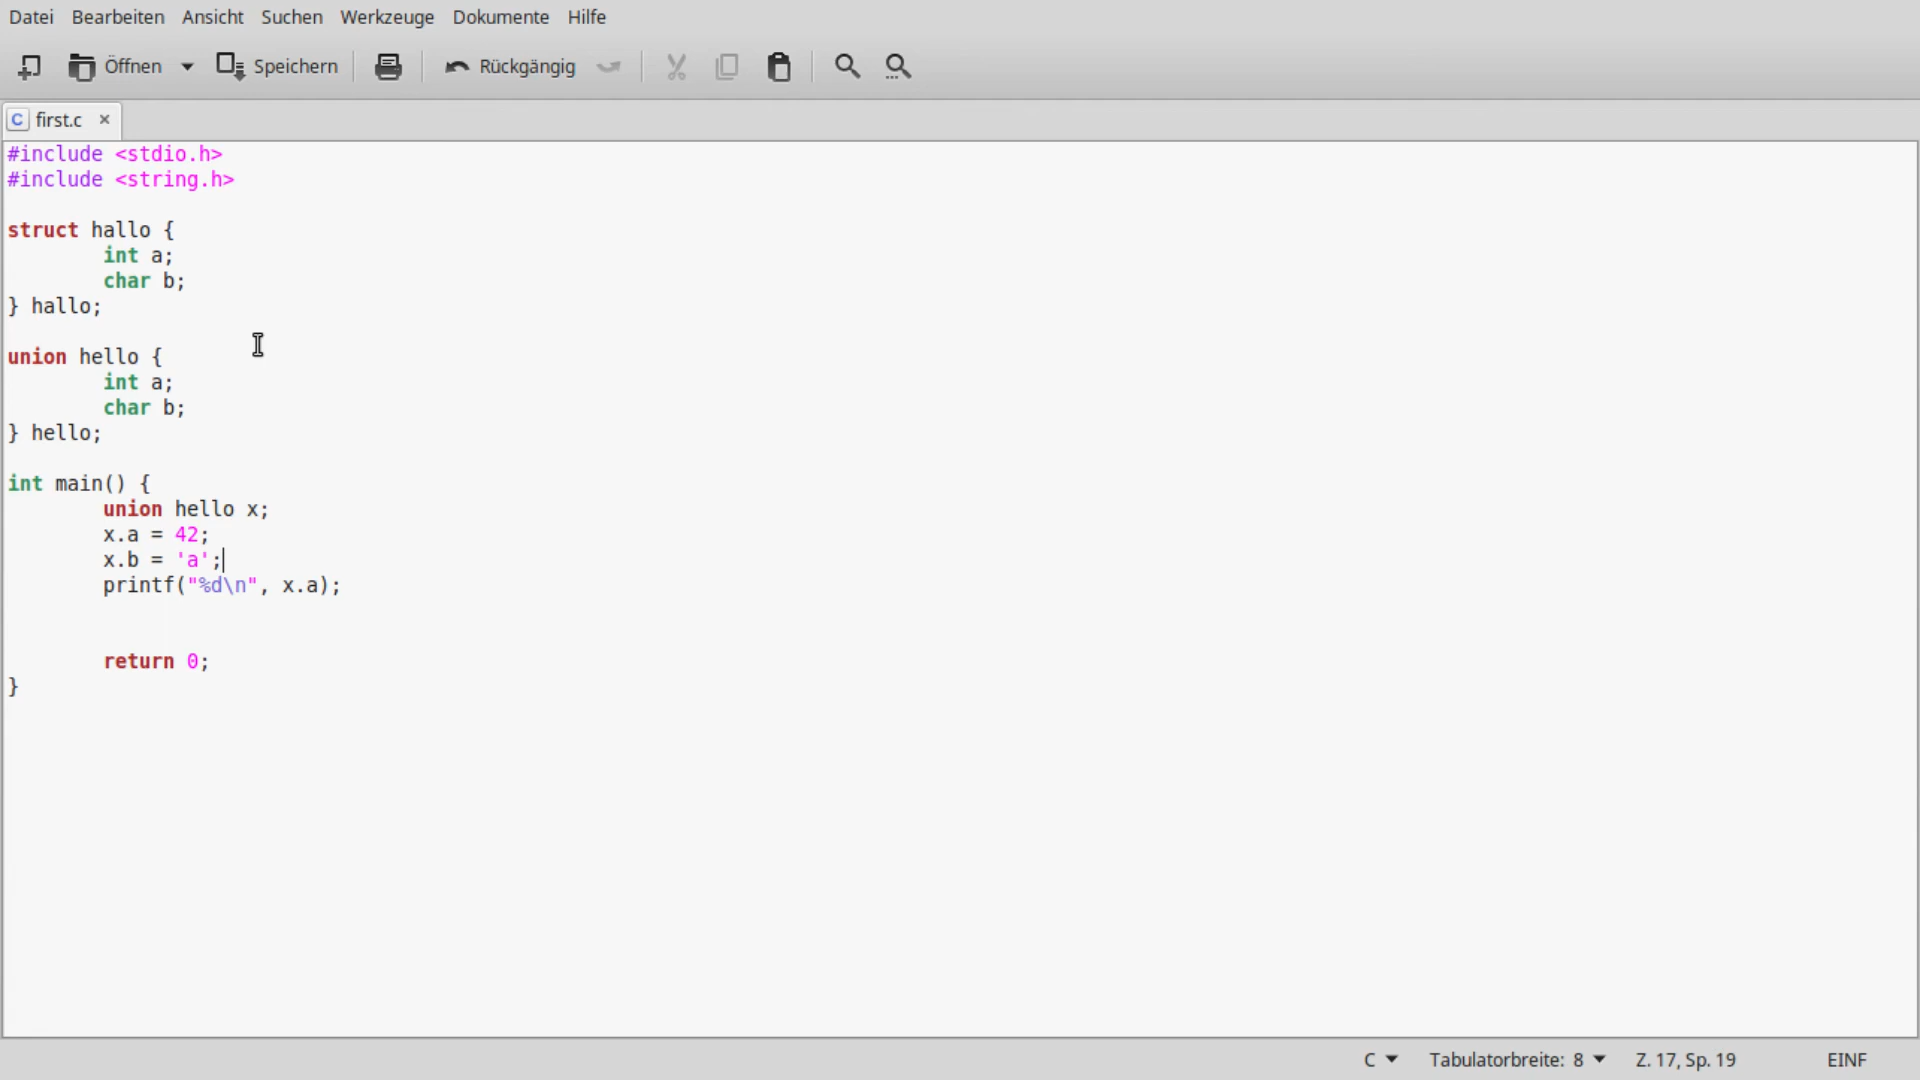 Datei Bearbeiten Ansicht Suchen Werkzeuge Dokumente Hilfe
Öffnen Speichern Rückgängig
C first.c
#include <stdio.h>
#include <string.h>
struct hallo {
int a;
char b;
} hallo;
union hello {
int a;
char b;
} hello;
int main() {
union hello x;
x.a = 42;
x.b = 'a';
printf("%d\n", x.a);
return 0;
}
C Tabulatorbreite: 8 Z. 17, Sp. 19 EINF